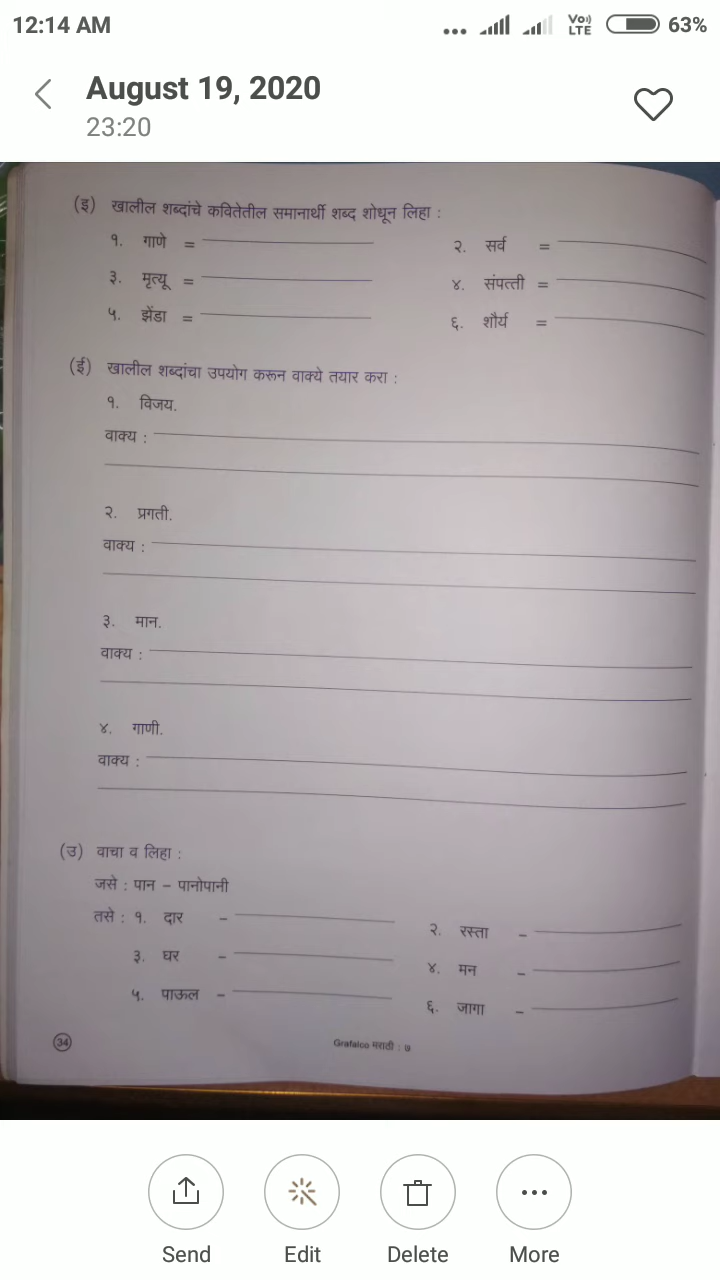 12:14 AM ... Vo) LTE 63%
August 19, 2020
23:20
(इ) खालील शब्दांचे कवितेतील समानार्थी शब्द शोधून लिहा :
१. गाणे = २. सर्व =
३. मृत्यू = ४. संपत्ती =
५. झेंडा = ६. शौर्य =
(ई) खालील शब्दांचा उपयोग करून वाक्ये तयार करा :
१. विजय.
वाक्य :
२. प्रगती.
वाक्य :
३. मान.
वाक्य :
४. गाणी.
वाक्य :
(उ) वाचा व लिहा :
जसे : पान – पानोपानी
तसे : १. दार – २. रस्ता –
३. घर – ४. मन –
५. पाऊल – ६. जागा –
34 Grafalco मराठी : ७
Send Edit Delete More